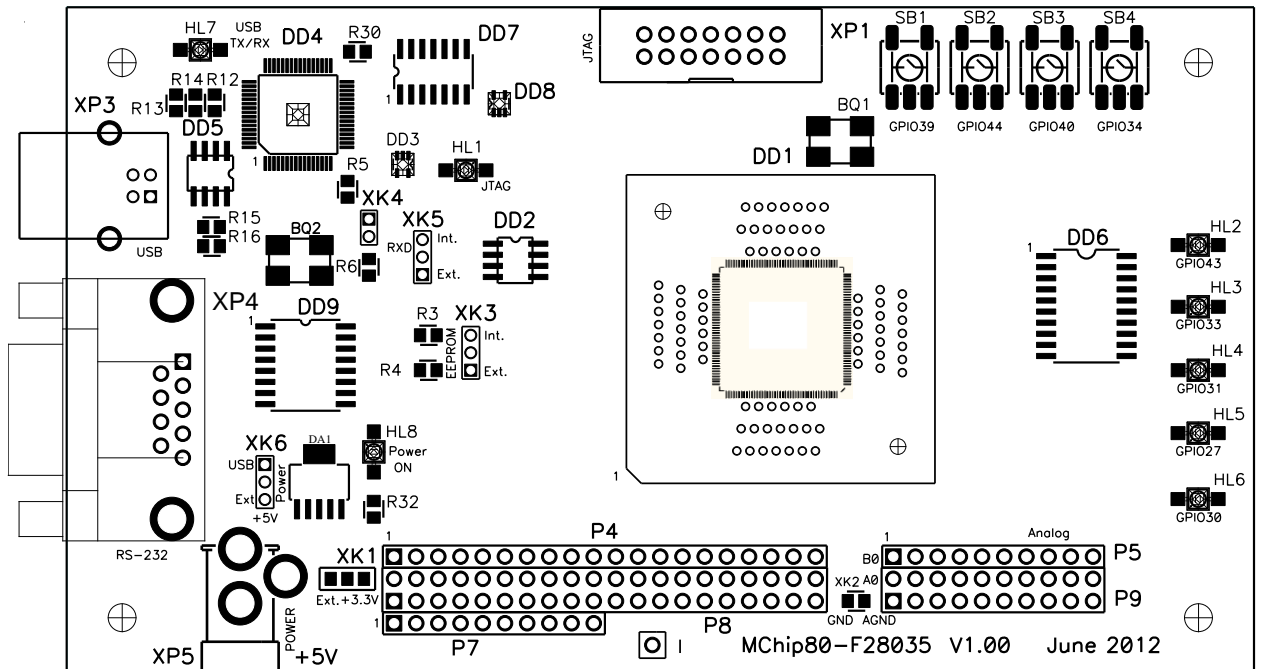 HL7
USB
TX/RX
DD4
R30
DD7
JTAG
XP1
SB1
SB2
SB3
SB4
R14
R12
R13
XP3
DD5
1
1
DD8
BQ1
GPIO39
GPIO44
GPIO40
GPIO34
DD3
HL1
JTAG
DD1
R5
XK4
R15
R16
USB
BQ2
XK5
RXD
Int.
Ext.
DD2
R6
1
DD6
HL2
GPIO43
HL3
GPIO33
HL4
GPIO31
HL5
GPIO27
HL6
GPIO30
XP4
DD9
1
R3
R4
XK3
EEPROM
Int.
Ext.
HL8
Power
ON
XK6
USB
Ext
Power
+5V
DA1
R32
1
RS-232
XK1
Ext.+3.3V
1
P4
1
Analog
P5
B0
A0
XK2
GND
AGND
P9
1
P7
P8
POWER
XP5
+5V
1
MChip80-F28035 V1.00 June 2012